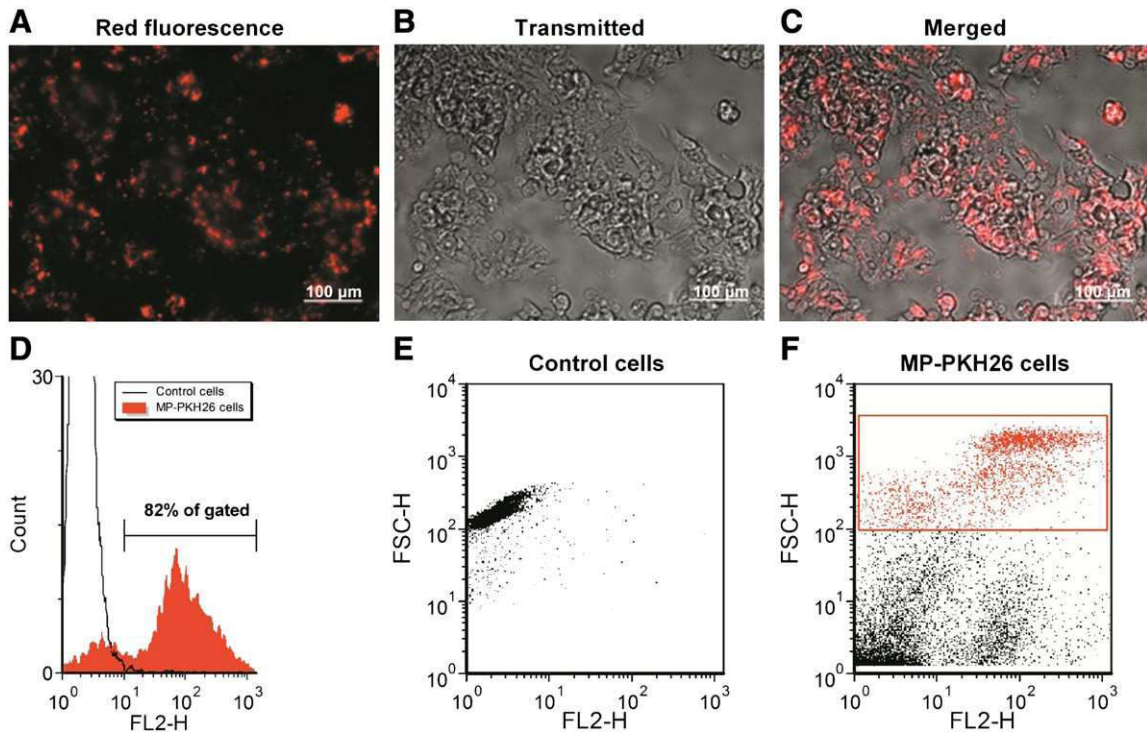 A Red fluorescence
B Transmitted
C Merged
100 µm
100 µm
100 µm
D
30
Control cells
MP-PKH26 cells
82% of gated
Count
0
10^0 10^1 10^2 10^3
FL2-H
E Control cells
10^4
10^3
FSC-H
10^2
10^1
10^0
10^0 10^1 10^2 10^3
FL2-H
F MP-PKH26 cells
10^4
10^3
FSC-H
10^2
10^1
10^0
10^0 10^1 10^2 10^3
FL2-H